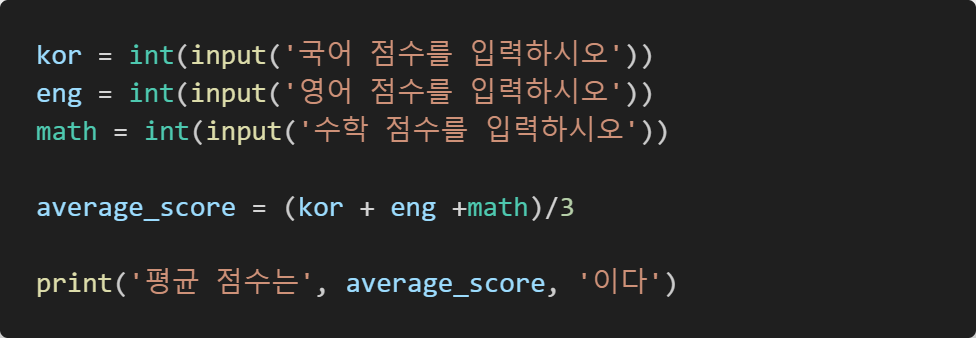 kor = int(input('국어 점수를 입력하시오'))
eng = int(input('영어 점수를 입력하시오'))
math = int(input('수학 점수를 입력하시오'))
average_score = (kor + eng +math)/3
print('평균 점수는', average_score, '이다')